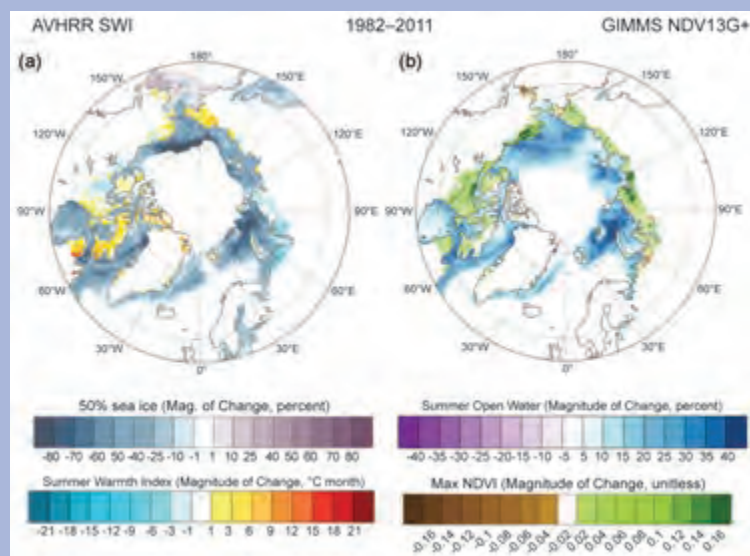 AVHRR SWI 1982–2011 GIMMS NDV13G+
(a) (b)
180° 180°
150°W 150°E 150°W 150°E
120°W 120°E 120°W 120°E
90°W 90°E 90°W 90°E
60°W 60°E 60°W 60°E
30°W 30°E 30°W 30°E
0° 0°
50% sea ice (Mag. of Change, percent)
-80 -70 -60 -50 -40 -20 -10 -1 1 10 20 40 50 60 70 80
Summer Open Water (Magnitude of Change, percent)
-40 -35 -30 -25 -20 -15 -10 -5 5 10 15 20 25 30 35 40
Summer Warmth Index (Magnitude of Change, °C month)
-21 -18 -15 -12 -9 -6 -3 -1 1 3 6 9 12 15 18 21
Max NDVI (Magnitude of Change, unitless)
-0.16 -0.14 -0.12 -0.1 -0.08 -0.06 -0.04 -0.02 0.02 0.04 0.06 0.08 0.1 0.12 0.14 0.16